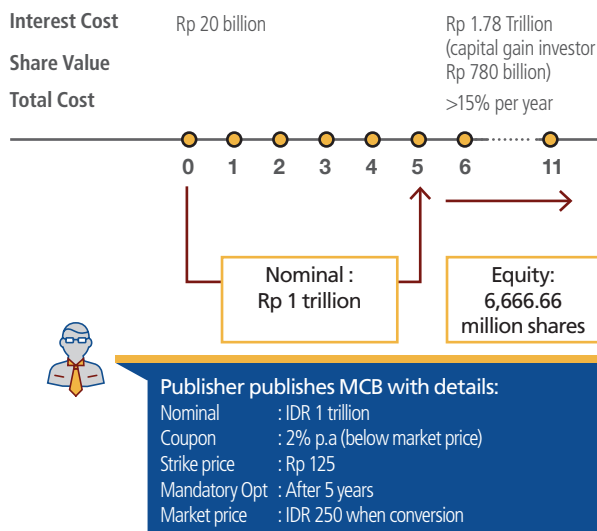 Interest Cost Rp 20 billion Rp 1.78 Trillion
(capital gain investor
Share Value Rp 780 billion)
Total Cost >15% per year
0 1 2 3 4 5 6 11
Nominal :
Rp 1 trillion
Equity:
6,666.66
million shares
Publisher publishes MCB with details:
Nominal : IDR 1 trillion
Coupon : 2% p.a (below market price)
Strike price : Rp 125
Mandatory Opt : After 5 years
Market price : IDR 250 when conversion